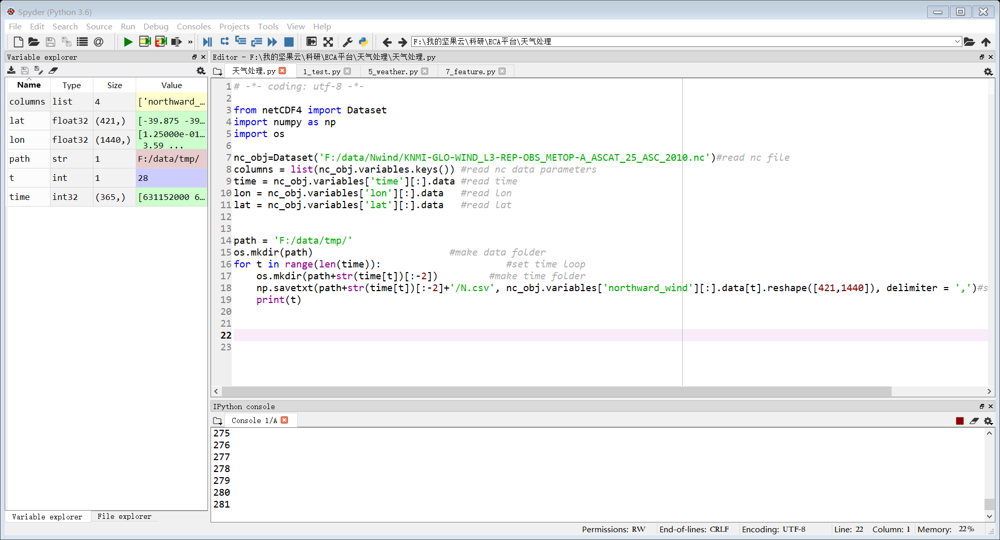 Spyder (Python 3.6)
File Edit Search Source Run Debug Consoles Projects Tools View Help
F:\我的坚果云\科研\ECA平台\天气处理
Variable explorer
Editor - F:\我的坚果云\科研\ECA平台\天气处理\天气处理.py
天气处理.py 1_test.py 5_weather.py 7_feature.py
Name Type Size Value
columns list 4 ['northward_...
lat float32 (421,) [-39.875 -39...
lon float32 (1440,) [1.25000e-01...
3.59 ...
path str 1 F:/data/tmp/
t int 1 28
time int32 (365,) [631152000 6...
1 # -*- coding: utf-8 -*-
2
3 from netCDF4 import Dataset
4 import numpy as np
5 import os
6
7 nc_obj=Dataset('F:/data/Nwind/KNMI-GLO-WIND_L3-REP-OBS_METOP-A_ASCAT_25_ASC_2010.nc')#read nc file
8 columns = list(nc_obj.variables.keys()) #read nc data parameters
9 time = nc_obj.variables['time'][:].data #read time
10 lon = nc_obj.variables['lon'][:].data #read lon
11 lat = nc_obj.variables['lat'][:].data #read lat
12
13
14 path = 'F:/data/tmp/'
15 os.mkdir(path) #make data folder
16 for t in range(len(time)): #set time loop
17 os.mkdir(path+str(time[t])[:-2]) #make time folder
18 np.savetxt(path+str(time[t])[:-2]+'/N.csv', nc_obj.variables['northward_wind'][:].data[t].reshape([421,1440]), delimiter = ',')#s
19 print(t)
20
21
22
23
Variable explorer File explorer
IPython console
Console 1/A
275
276
277
278
279
280
281
Permissions: RW End-of-lines: CRLF Encoding: UTF-8 Line: 22 Column: 1 Memory: 22%